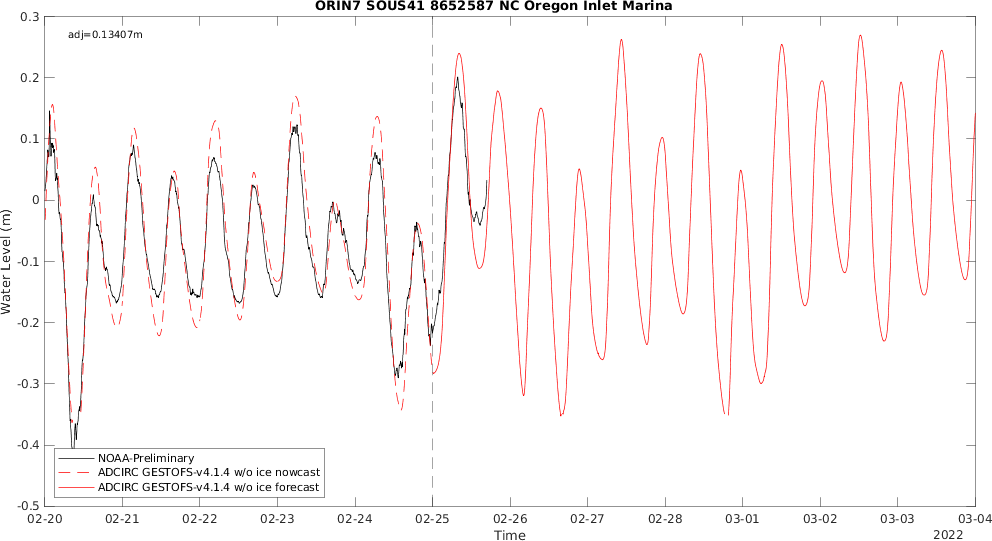 ORIN7 SOUS41 8652587 NC Oregon Inlet Marina
adj=0.13407m
0.3
0.2
0.1
0
-0.1
-0.2
-0.3
-0.4
-0.5
Water Level (m)
NOAA-Preliminary
ADCIRC GESTOFS-v4.1.4 w/o ice nowcast
ADCIRC GESTOFS-v4.1.4 w/o ice forecast
02-20 02-21 02-22 02-23 02-24 02-25 02-26 02-27 02-28 03-01 03-02 03-03 03-04
Time
2022